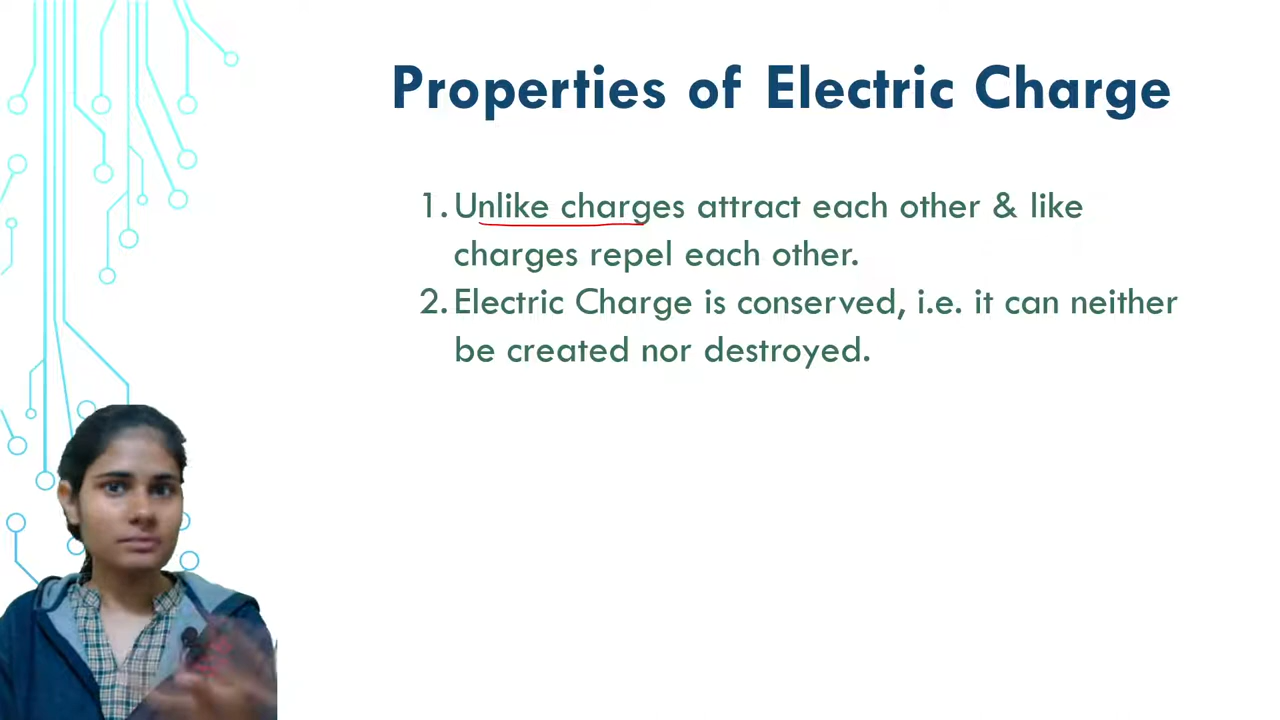 Properties of Electric Charge
1. Unlike charges attract each other & like
charges repel each other.
2. Electric Charge is conserved, i.e. it can neither
be created nor destroyed.